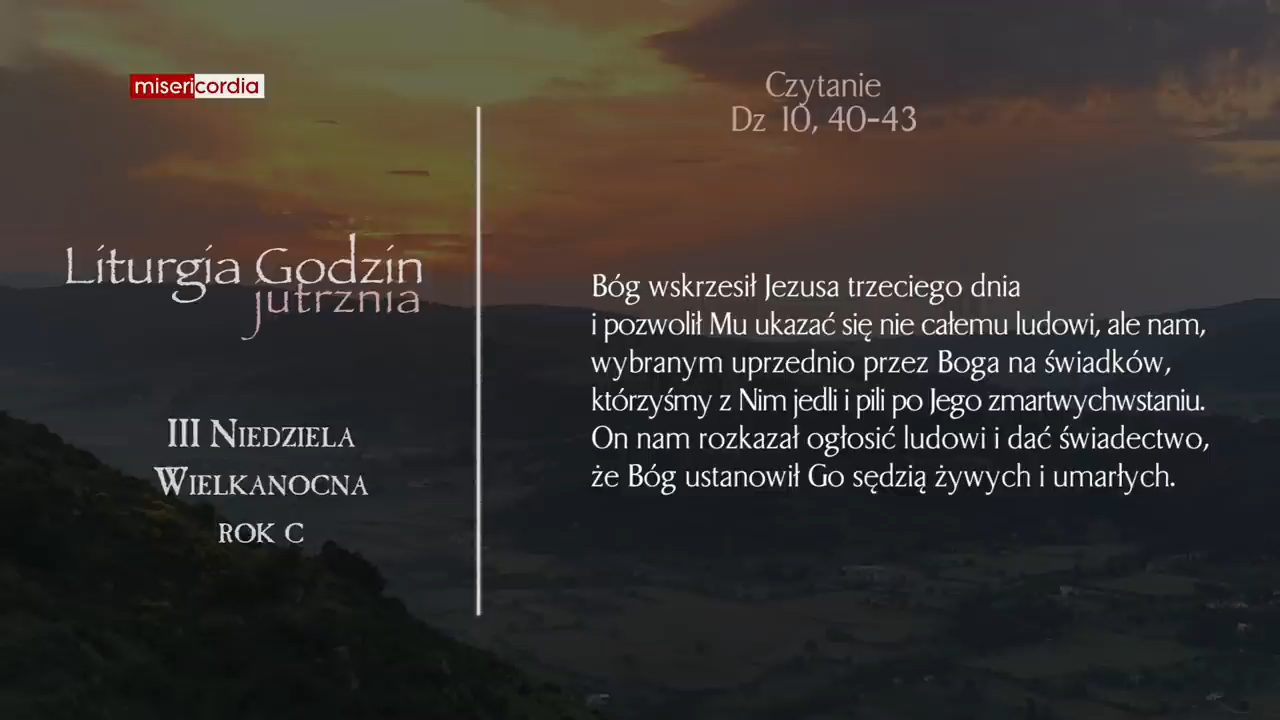 misericordia
Liturgia Godzin
jutrznia
III Niedziela
Wielkanocna
rok C
Czytanie
Dz 10, 40-43
Bóg wskrzesił Jezusa trzeciego dnia
i pozwolił Mu ukazać się nie całemu ludowi, ale nam,
wybranym uprzednio przez Boga na świadków,
którzyśmy z Nim jedli i pili po Jego zmartwychwstaniu.
On nam rozkazał ogłosić ludowi i dać świadectwo,
że Bóg ustanowił Go sędzią żywych i umarłych.